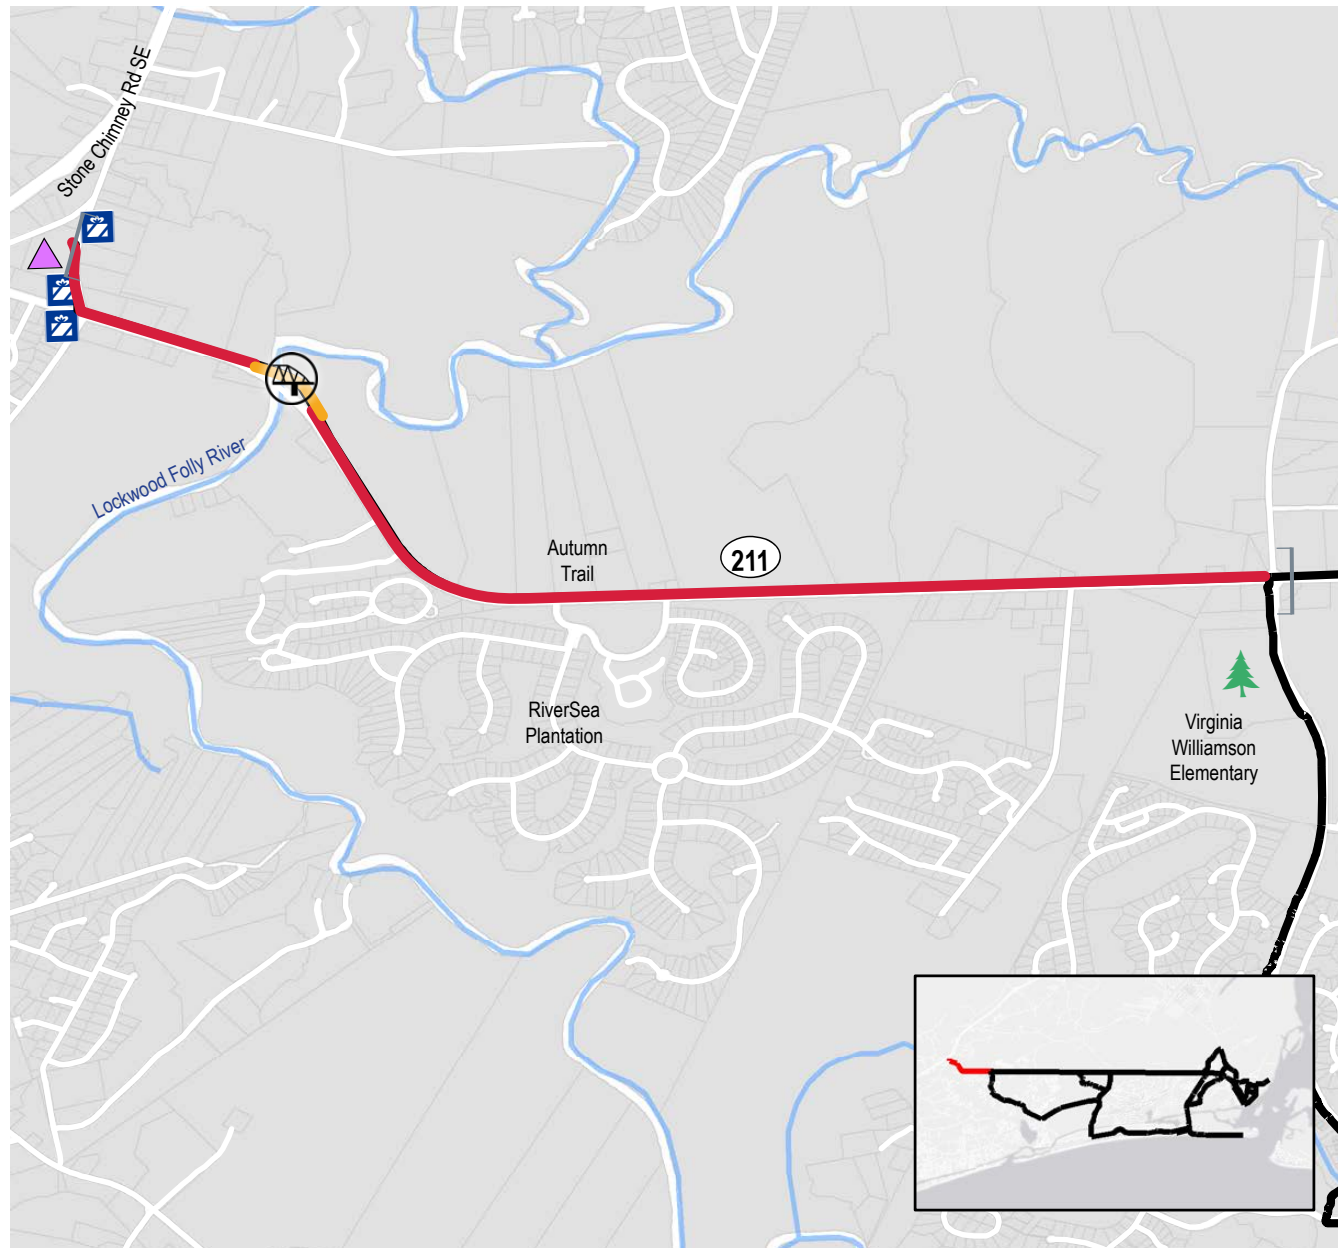 Stone Chimney Rd SE
Lockwood Folly River
Autumn
Trail
211
RiverSea
Plantation
Virginia
Williamson
Elementary